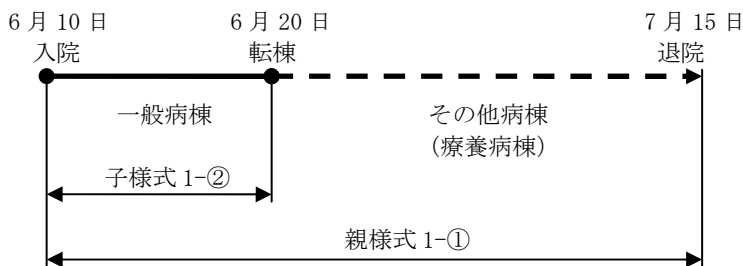 6 月 10 日
6 月 20 日
7 月 15 日
入院
転棟
退院
一般病棟
その他病棟
(療養病棟)
子様式 1-②
親様式 1-①